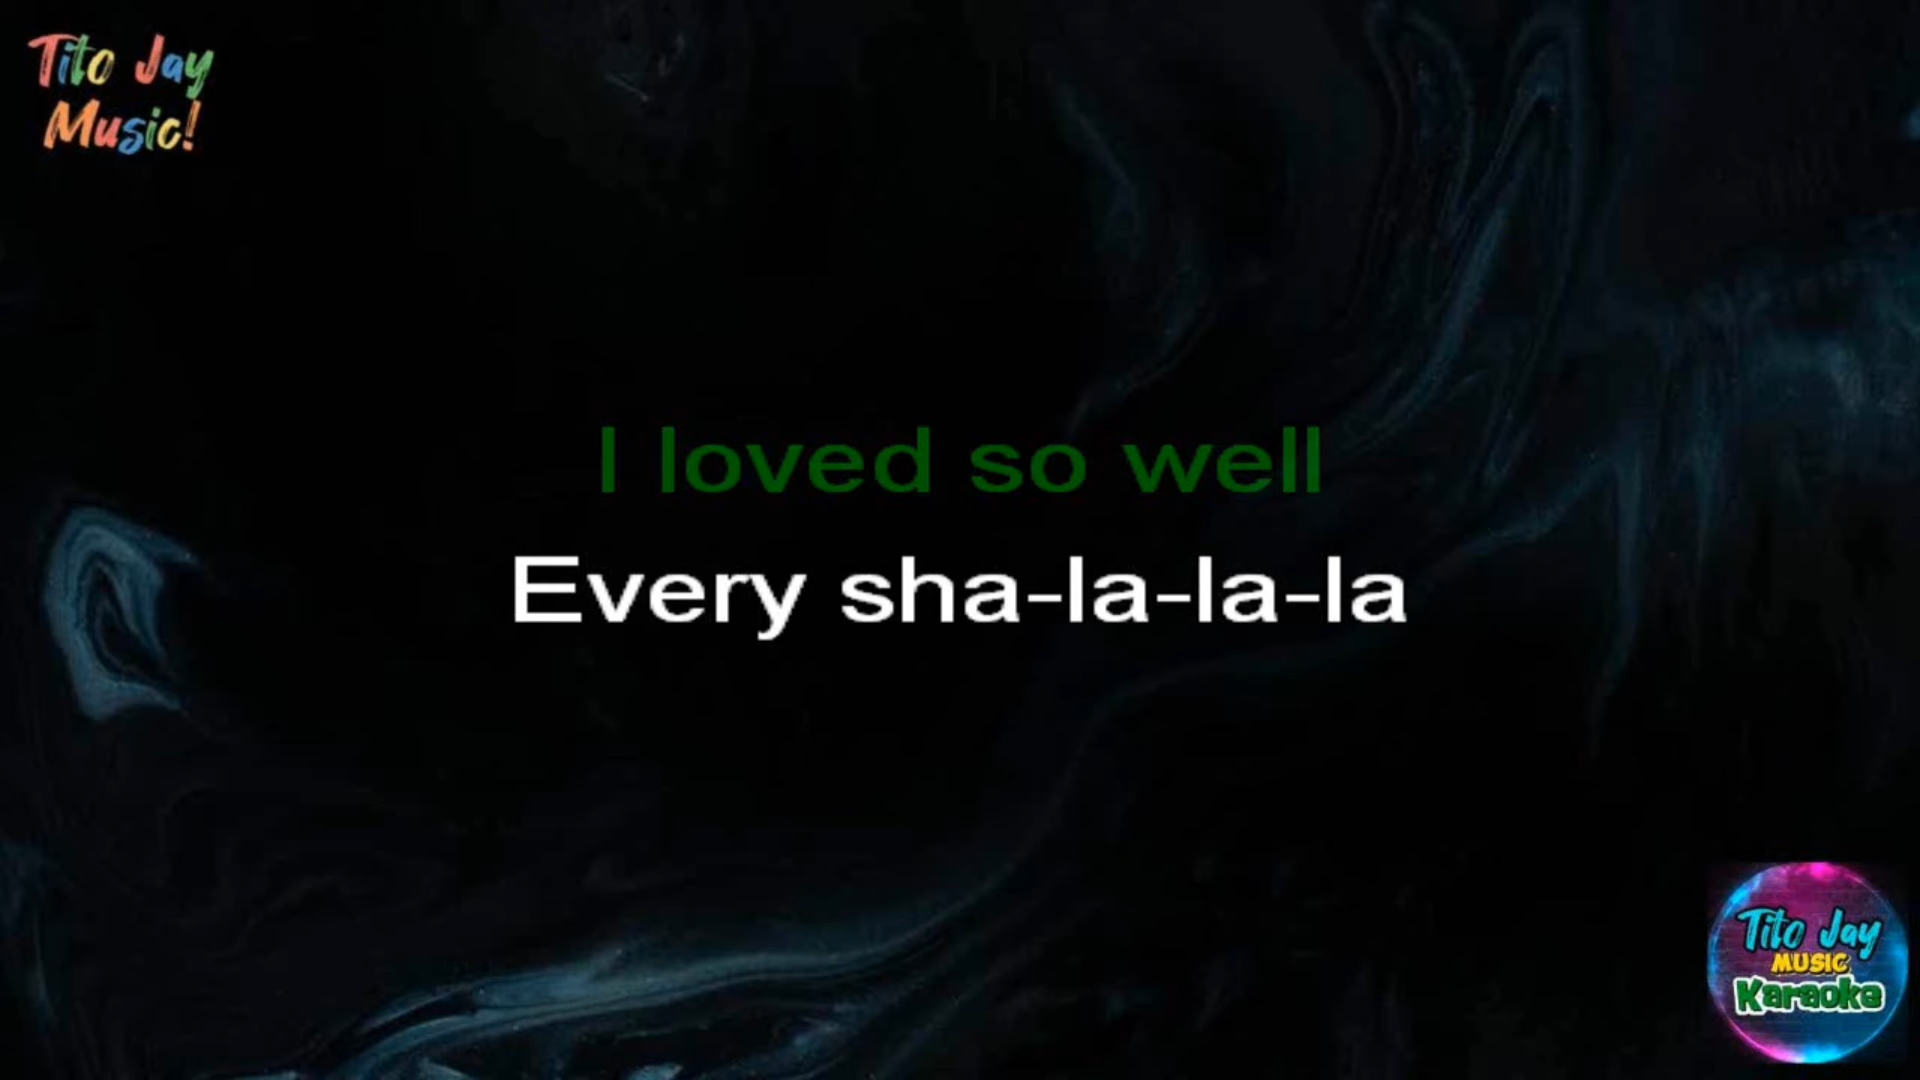 Tito Jay
Music!
I loved so well
Every sha-la-la-la
Tito Jay
MUSIC
Karaoke